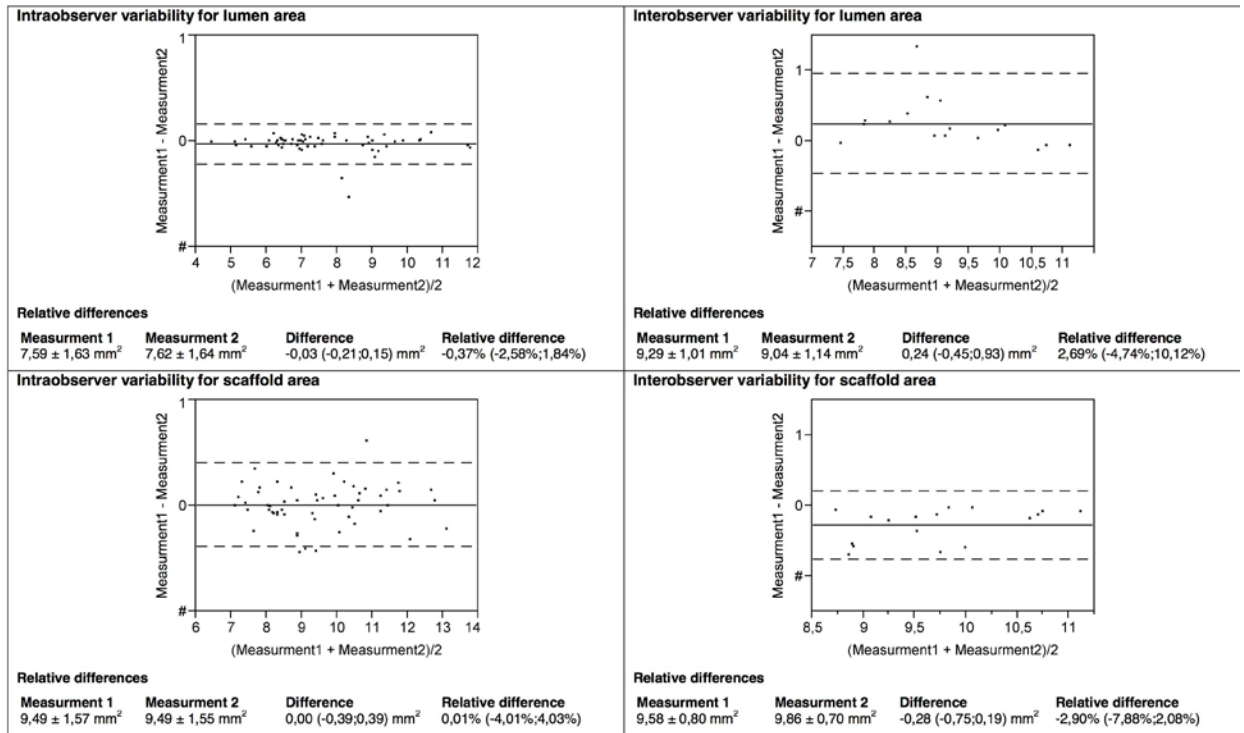 Intraobserver variability for lumen area
Measurment1 - Measurment2
1
0
#
4 5 6 7 8 9 10 11 12
(Measurment1 + Measurment2)/2
Relative differences
Measurment 1 Measurment 2 Difference Relative difference
7,59 ± 1,63 mm² 7,62 ± 1,64 mm² -0,03 (-0,21;0,15) mm² -0,37% (-2,58%;1,84%)
Interobserver variability for lumen area
Measurment1 - Measurment2
1
0
#
7 7,5 8 8,5 9 9,5 10 10,5 11
(Measurment1 + Measurment2)/2
Relative differences
Measurment 1 Measurment 2 Difference Relative difference
9,29 ± 1,01 mm² 9,04 ± 1,14 mm² 0,24 (-0,45;0,93) mm² 2,69% (-4,74%;10,12%)
Intraobserver variability for scaffold area
Measurment1 - Measurment2
1
0
#
6 7 8 9 10 11 12 13 14
(Measurment1 + Measurment2)/2
Relative differences
Measurment 1 Measurment 2 Difference Relative difference
9,49 ± 1,57 mm² 9,49 ± 1,55 mm² 0,00 (-0,39;0,39) mm² 0,01% (-4,01%;4,03%)
Interobserver variability for scaffold area
Measurment1 - Measurment2
1
0
#
8,5 9 9,5 10 10,5 11
(Measurment1 + Measurment2)/2
Relative differences
Measurment 1 Measurment 2 Difference Relative difference
9,58 ± 0,80 mm² 9,86 ± 0,70 mm² -0,28 (-0,75;0,19) mm² -2,90% (-7,88%;2,08%)